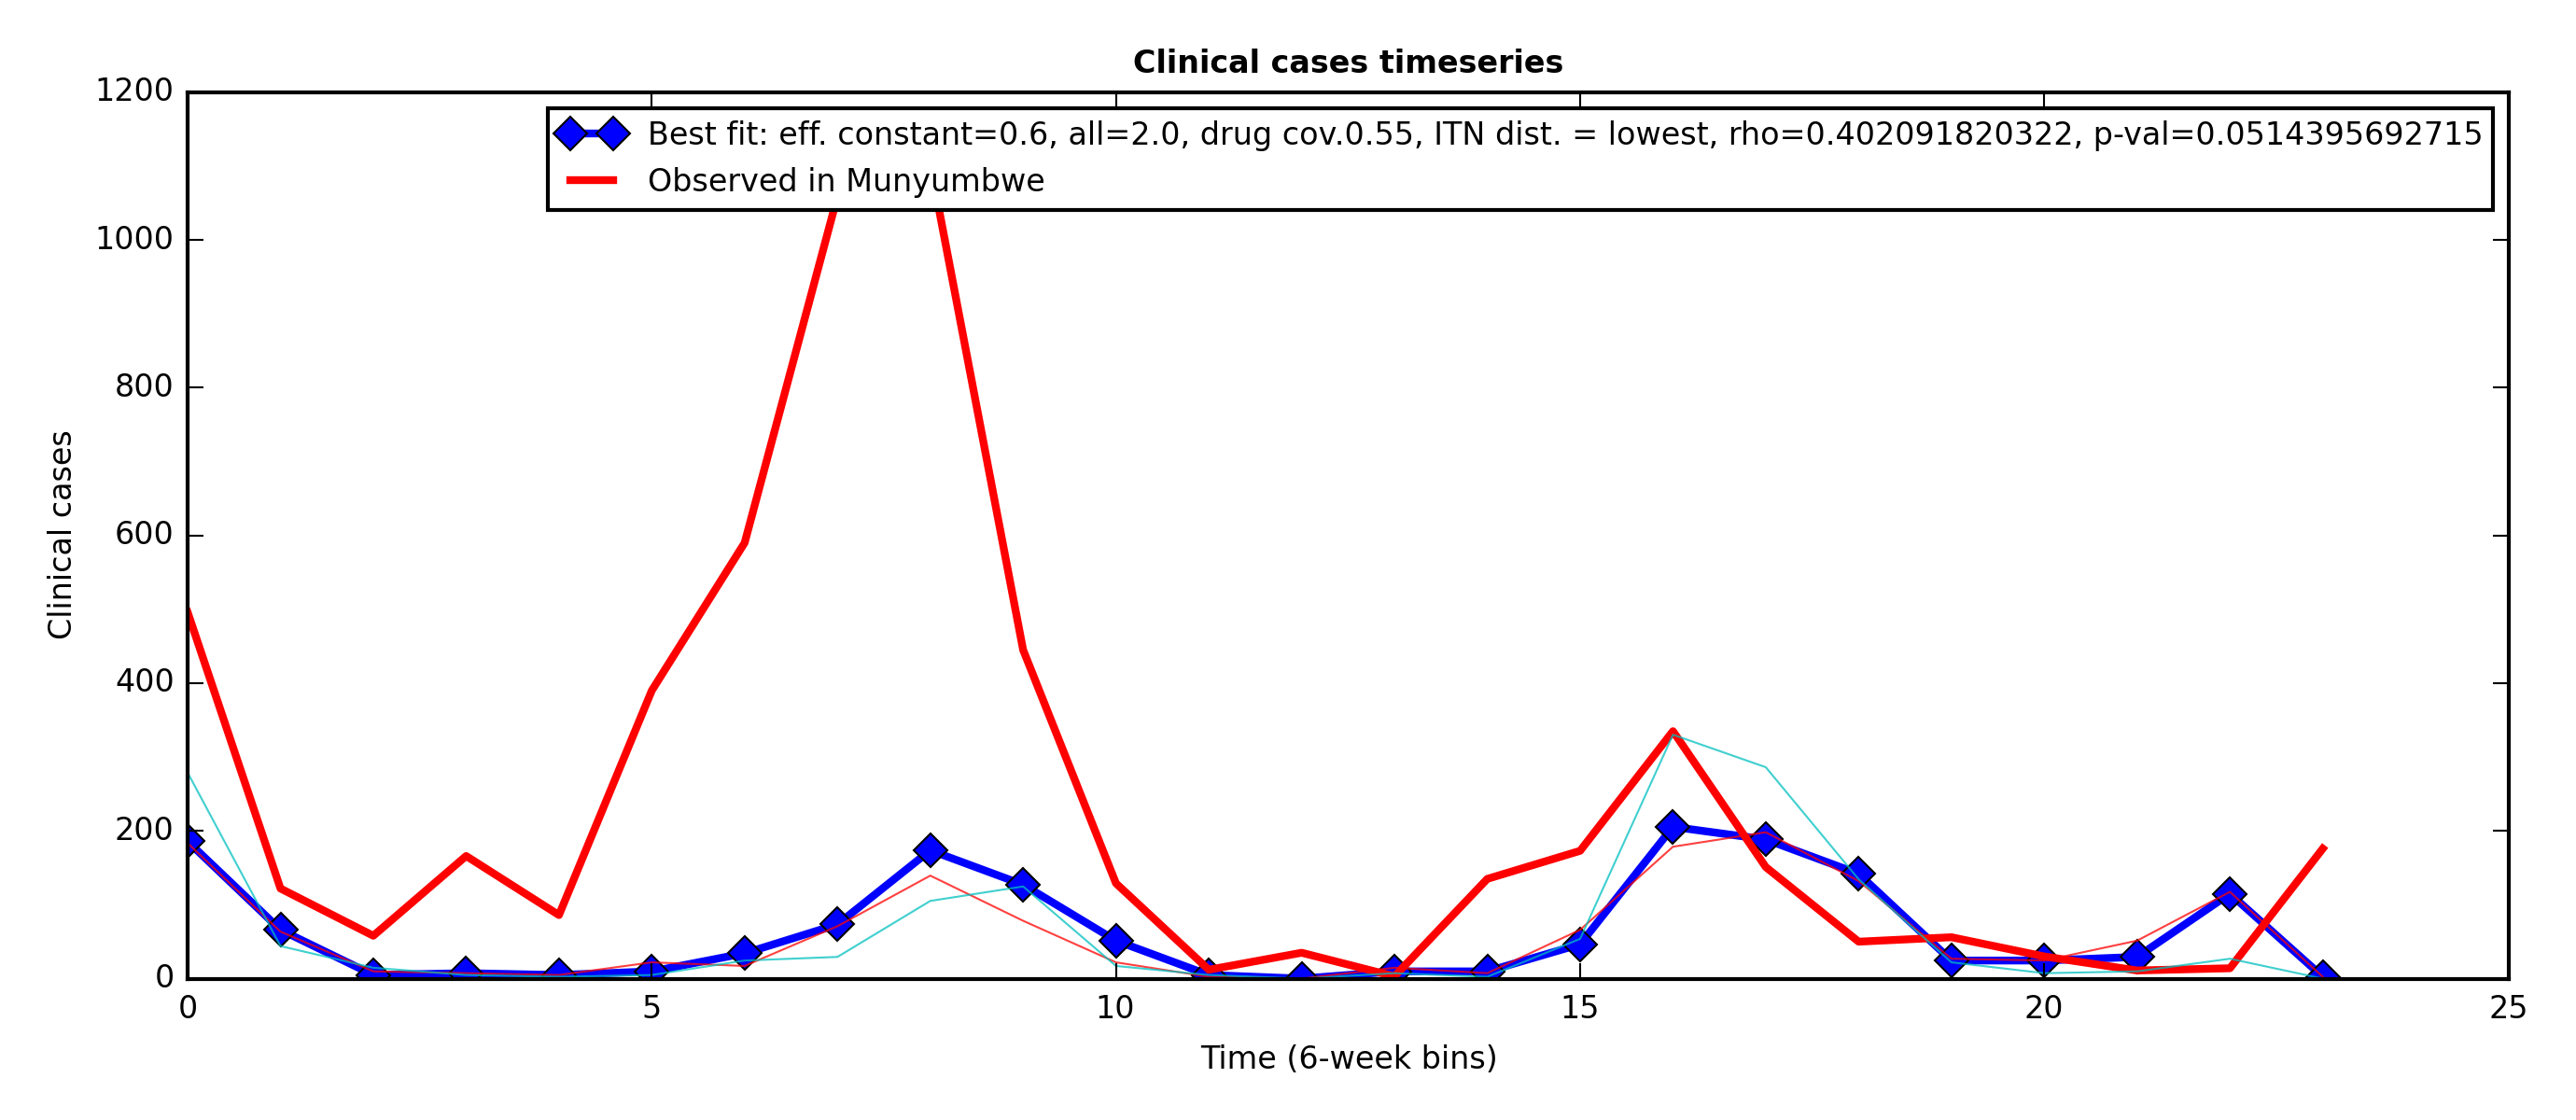 Clinical cases timeseries
1200
1000
800
600
400
200
0
Clinical cases
Best fit: eff. constant=0.6, all=2.0, drug cov.0.55, ITN dist. = lowest, rho=0.402091820322, p-val=0.0514395692715
Observed in Munyumbwe
0 5 10 15 20 25
Time (6-week bins)